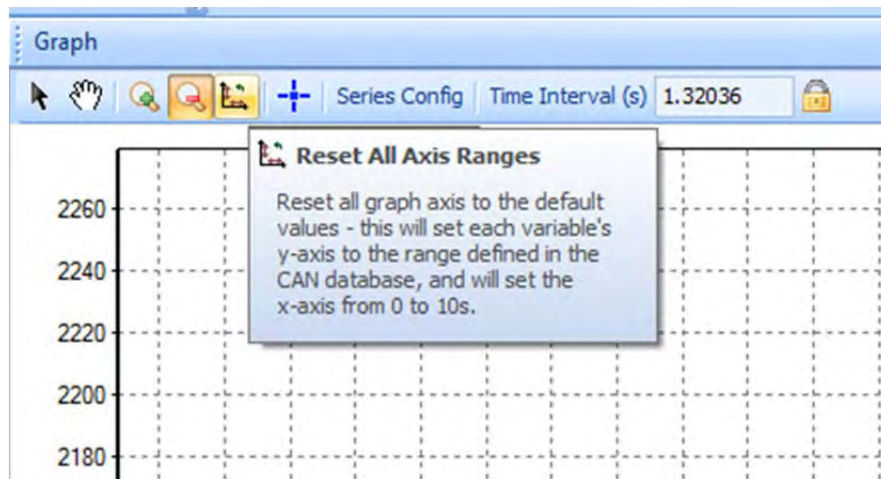 Graph
Series Config Time Interval (s) 1.32036
Reset All Axis Ranges
Reset all graph axis to the default
values - this will set each variable's
y-axis to the range defined in the
CAN database, and will set the
x-axis from 0 to 10s.
2260
2240
2220
2200
2180